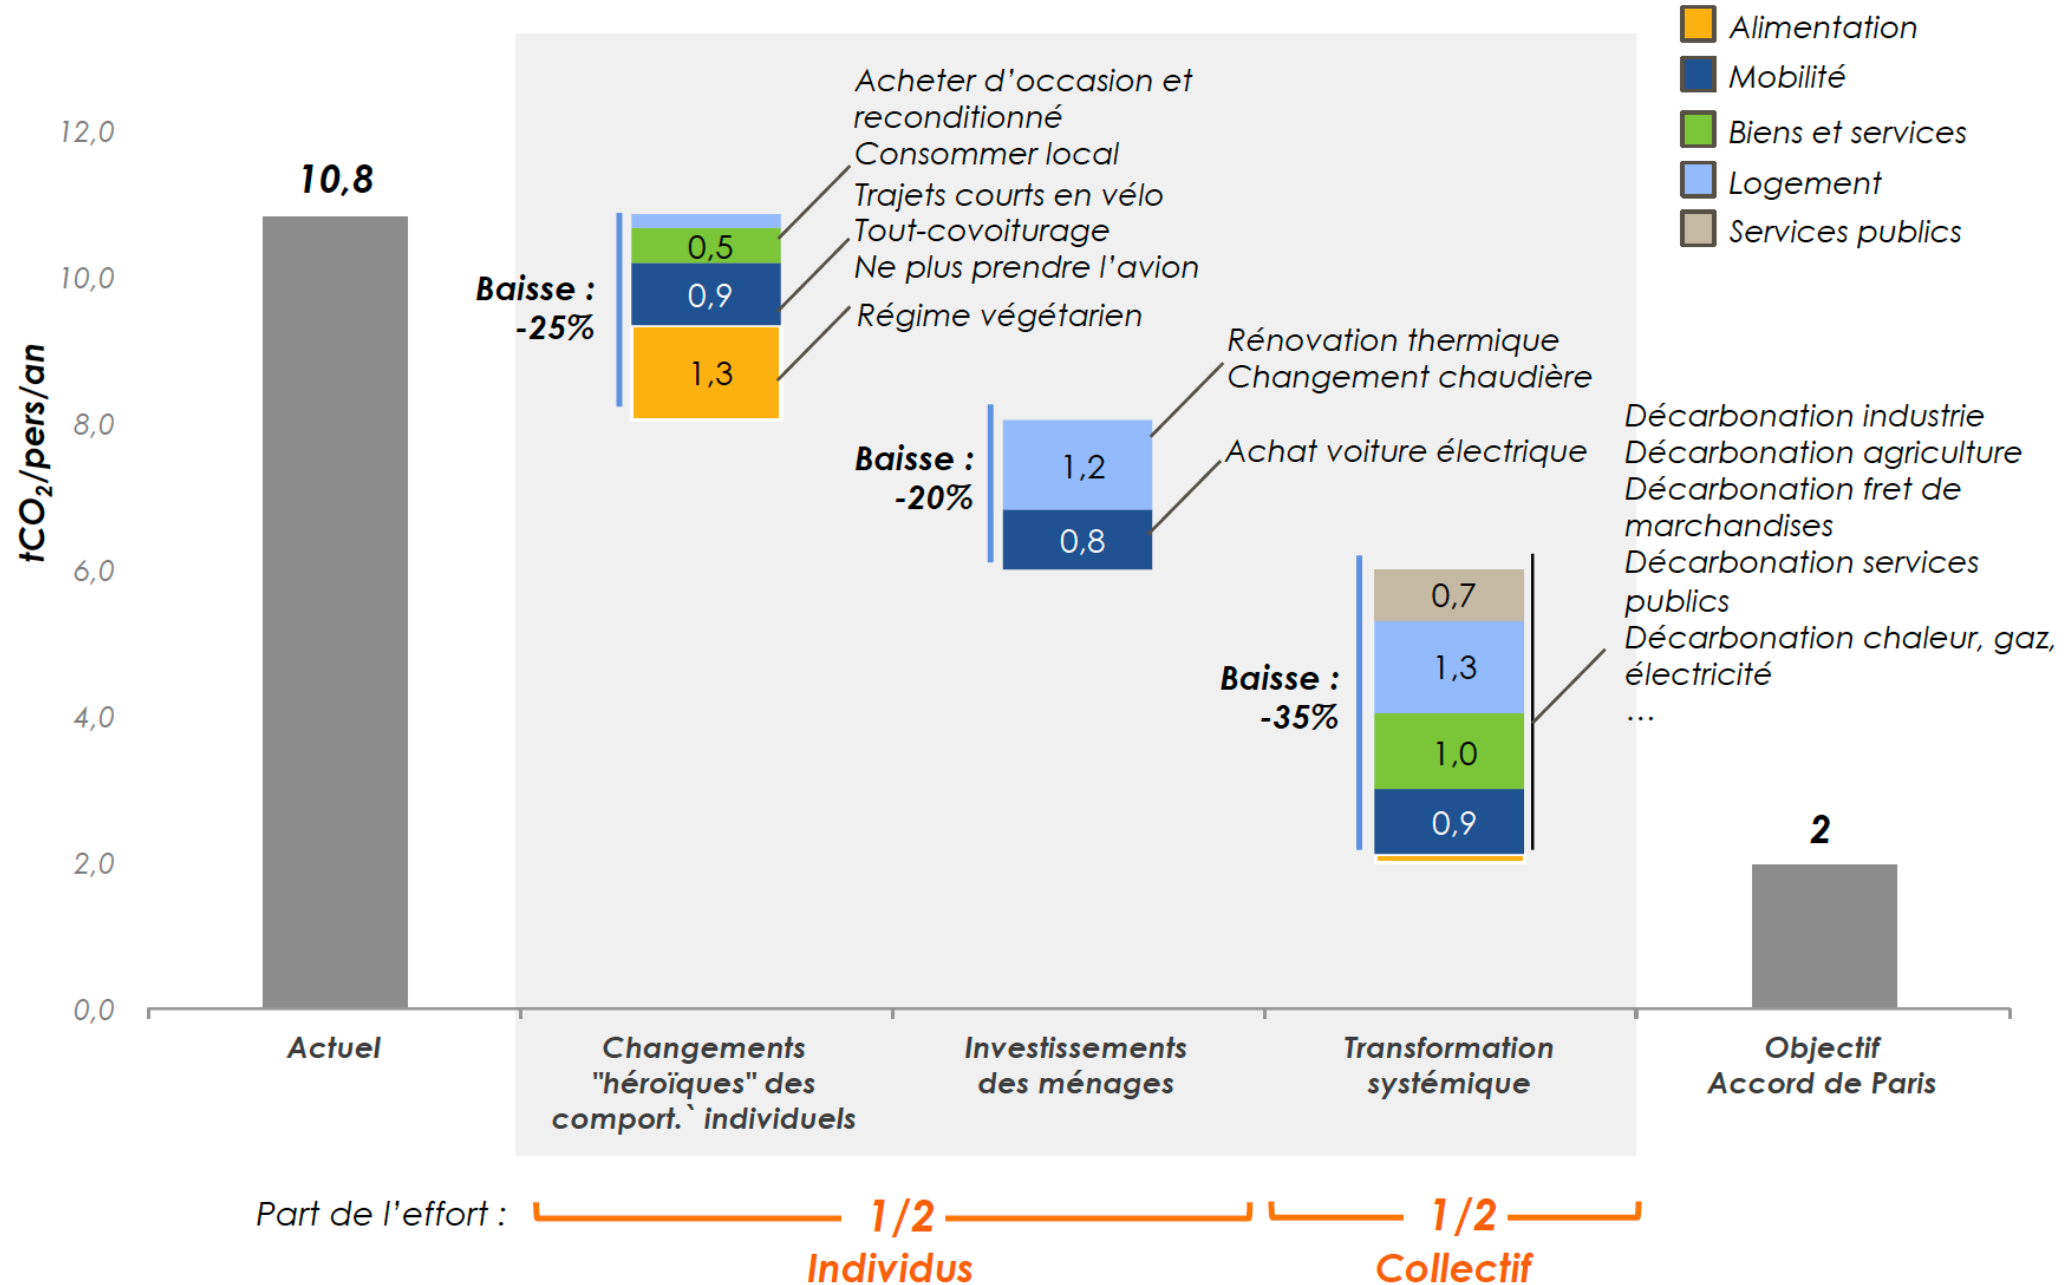 Alimentation
Mobilité
Biens et services
Logement
Services publics
tCO₂/pers/an
12,0
10,0
8,0
6,0
4,0
2,0
0,0
10,8
Baisse :
-25%
0,5
0,9
1,3
Acheter d’occasion et
reconditionné
Consommer local
Trajets courts en vélo
Tout-covoiturage
Ne plus prendre l’avion
Régime végétarien
Baisse :
-20%
1,2
0,8
Rénovation thermique
Changement chaudière
Achat voiture électrique
Baisse :
-35%
0,7
1,3
1,0
0,9
Décarbonation industrie
Décarbonation agriculture
Décarbonation fret de
marchandises
Décarbonation services
publics
Décarbonation chaleur, gaz,
électricité
...
2
Actuel
Changements
"héroïques" des
comport.` individuels
Investissements
des ménages
Transformation
systémique
Objectif
Accord de Paris
Part de l’effort :
1/2
Individus
1/2
Collectif